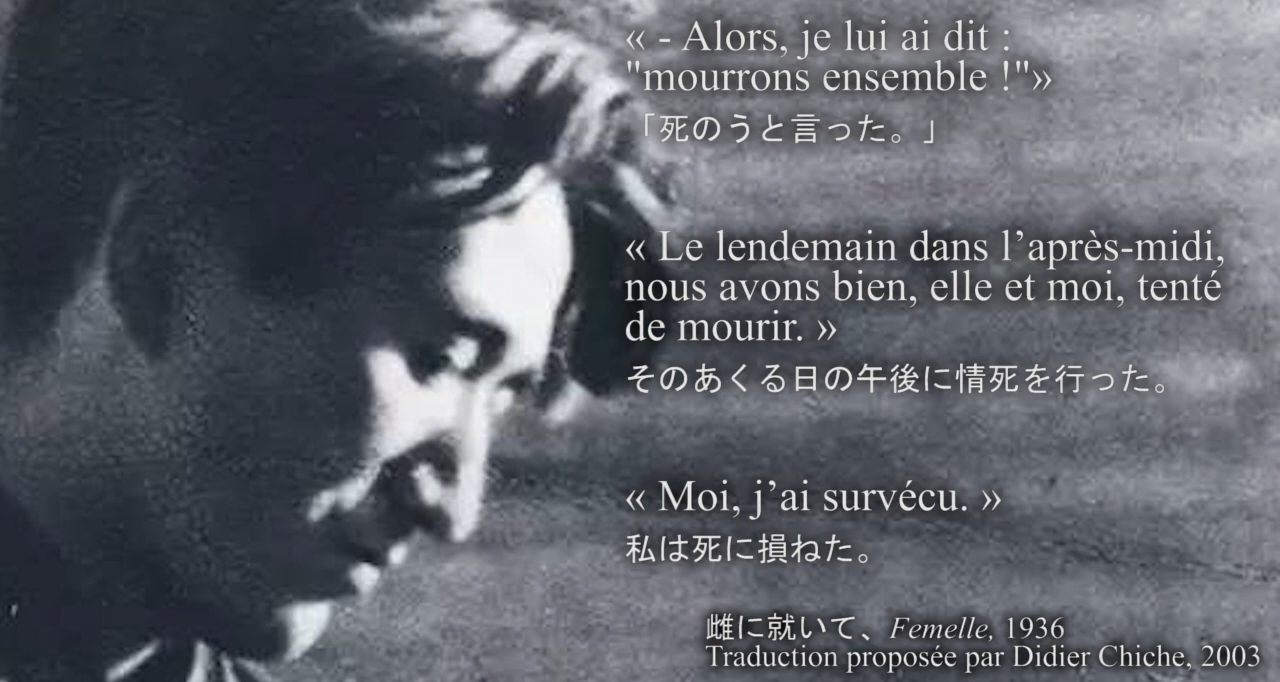 « - Alors, je lui ai dit :
"mourrons ensemble !"»
「死のうと言った。」
« Le lendemain dans l’après-midi,
nous avons bien, elle et moi, tenté
de mourir. »
そのあくる日の午後に情死を行った。
« Moi, j’ai survécu. »
私は死に損ねた。
雌に就いて、Femelle, 1936
Traduction proposée par Didier Chiche, 2003